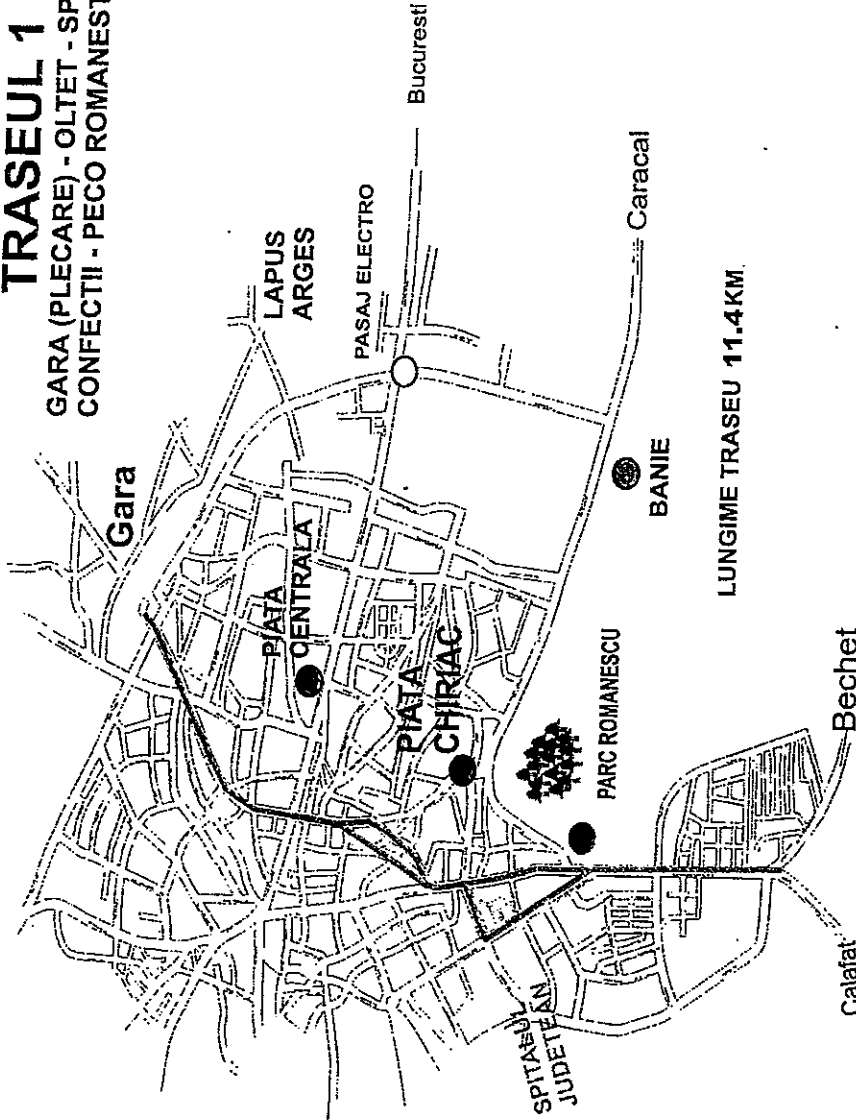 TRASEUL 1
GARA (PLECARE) - OLTET - SP
CONFECTII - PECO ROMANEST
Gara
LAPUS
ARGES
PASAJ ELECTRO
Bucuresti
PIATA
CENTRALA
PIATA
CHIRIAC
Caracal
BANIE
PARC ROMANESCU
LUNGIME TRASEU 11.4KM.
SPITALUL
JUDETEAN
Bechet
Calafat